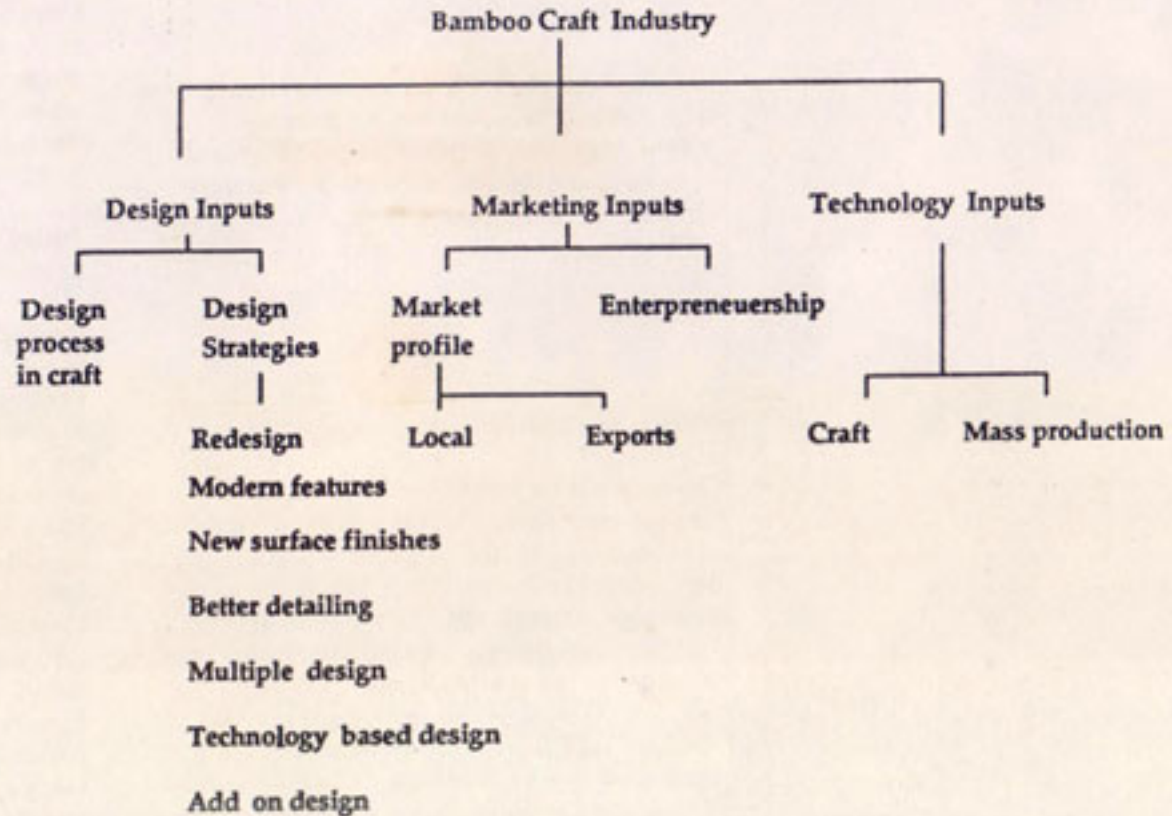 Bamboo Craft Industry
Design Inputs
Marketing Inputs
Technology Inputs
Design
process
in craft
Design
Strategies
Market
profile
Enterpreneuership
Redesign
Local
Exports
Craft
Mass production
Modern features
New surface finishes
Better detailing
Multiple design
Technology based design
Add on design